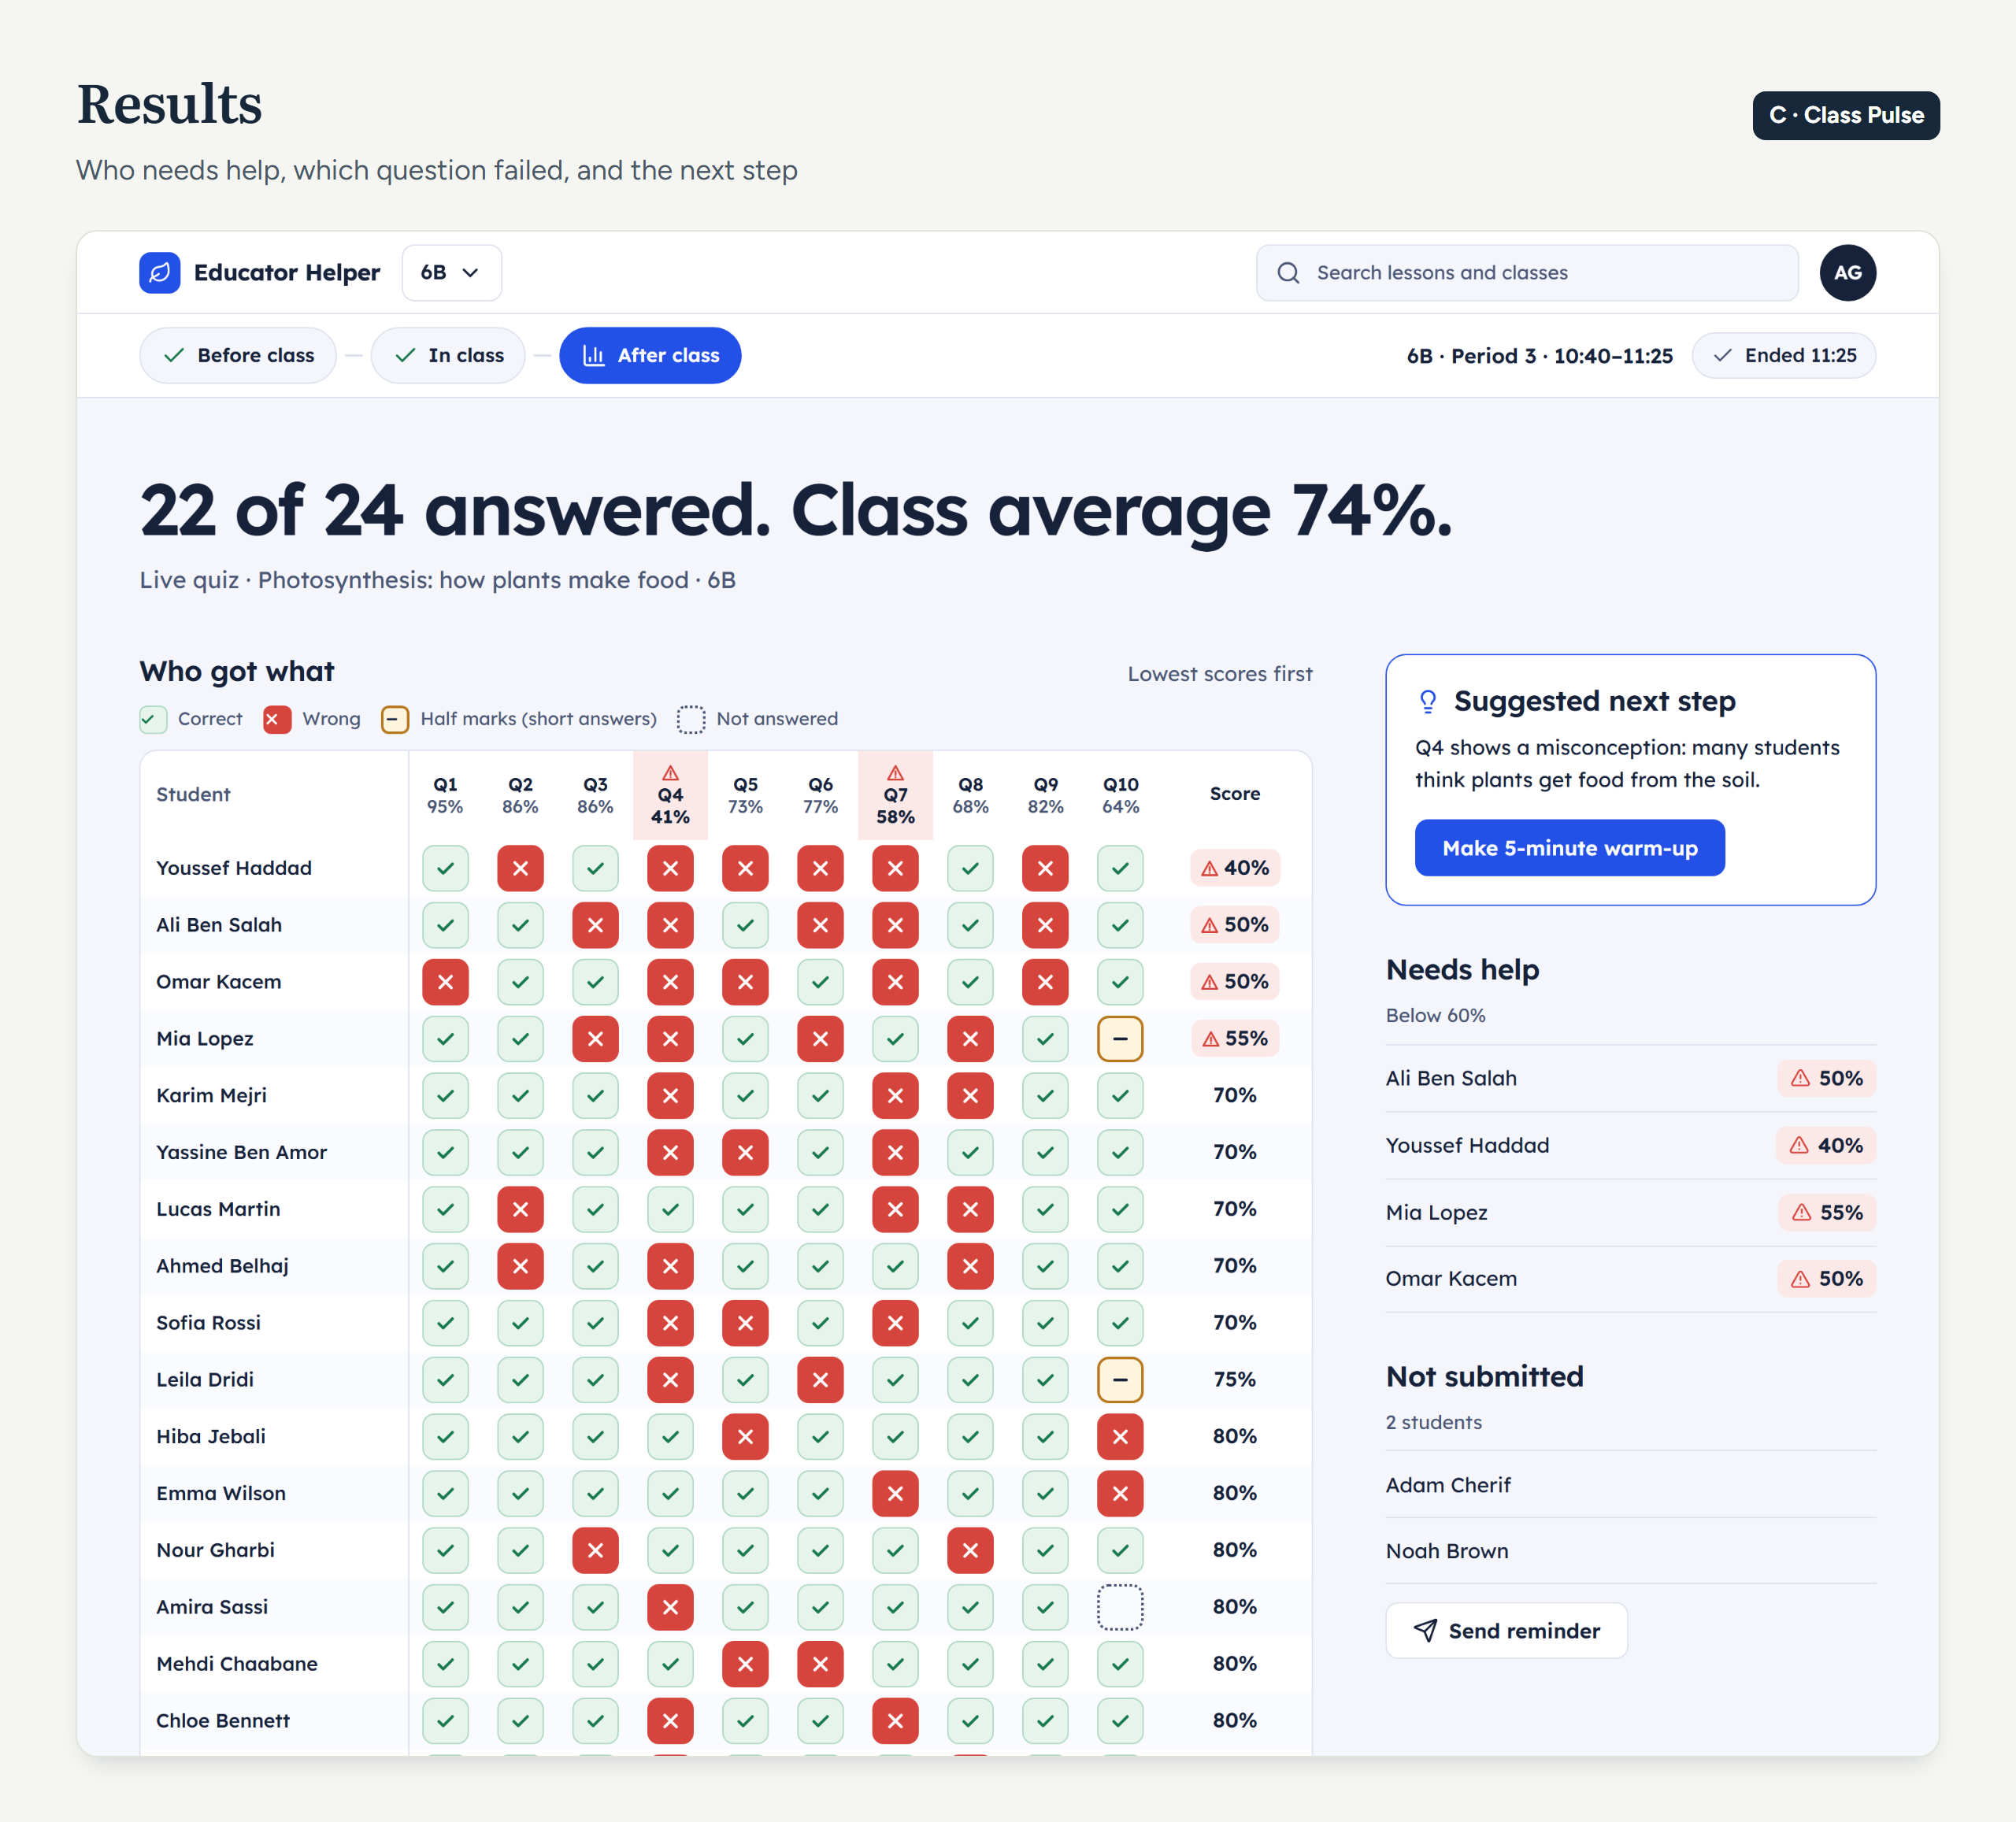 Results
C · Class Pulse
Who needs help, which question failed, and the next step
Educator Helper
6B
Search lessons and classes
AG
Before class
In class
After class
6B · Period 3 · 10:40–11:25
Ended 11:25
22 of 24 answered. Class average 74%.
Live quiz · Photosynthesis: how plants make food · 6B
Who got what
Lowest scores first
Correct
Wrong
Half marks (short answers)
Not answered
Student Q1 Q2 Q3 Q4 Q5 Q6 Q7 Q8 Q9 Q10 Score
95% 86% 86% 41% 73% 77% 58% 68% 82% 64%
Youssef Haddad 40%
Ali Ben Salah 50%
Omar Kacem 50%
Mia Lopez 55%
Karim Mejri 70%
Yassine Ben Amor 70%
Lucas Martin 70%
Ahmed Belhaj 70%
Sofia Rossi 70%
Leila Dridi 75%
Hiba Jebali 80%
Emma Wilson 80%
Nour Gharbi 80%
Amira Sassi 80%
Mehdi Chaabane 80%
Chloe Bennett 80%
Suggested next step
Q4 shows a misconception: many students
think plants get food from the soil.
Make 5-minute warm-up
Needs help
Below 60%
Ali Ben Salah 50%
Youssef Haddad 40%
Mia Lopez 55%
Omar Kacem 50%
Not submitted
2 students
Adam Cherif
Noah Brown
Send reminder